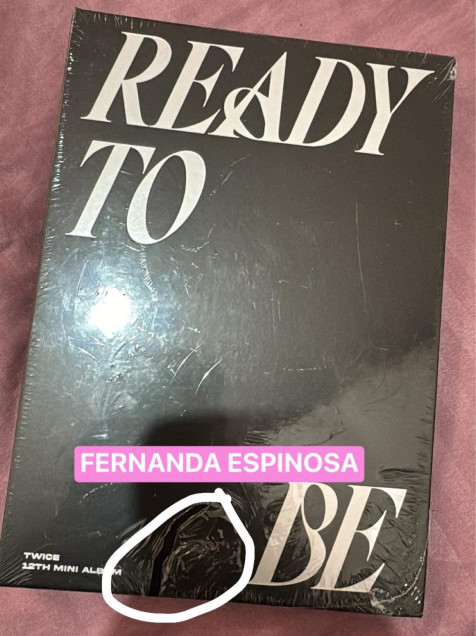 READY
TO
FERNANDA ESPINOSA
BE
TWICE
12TH MINI ALBUM